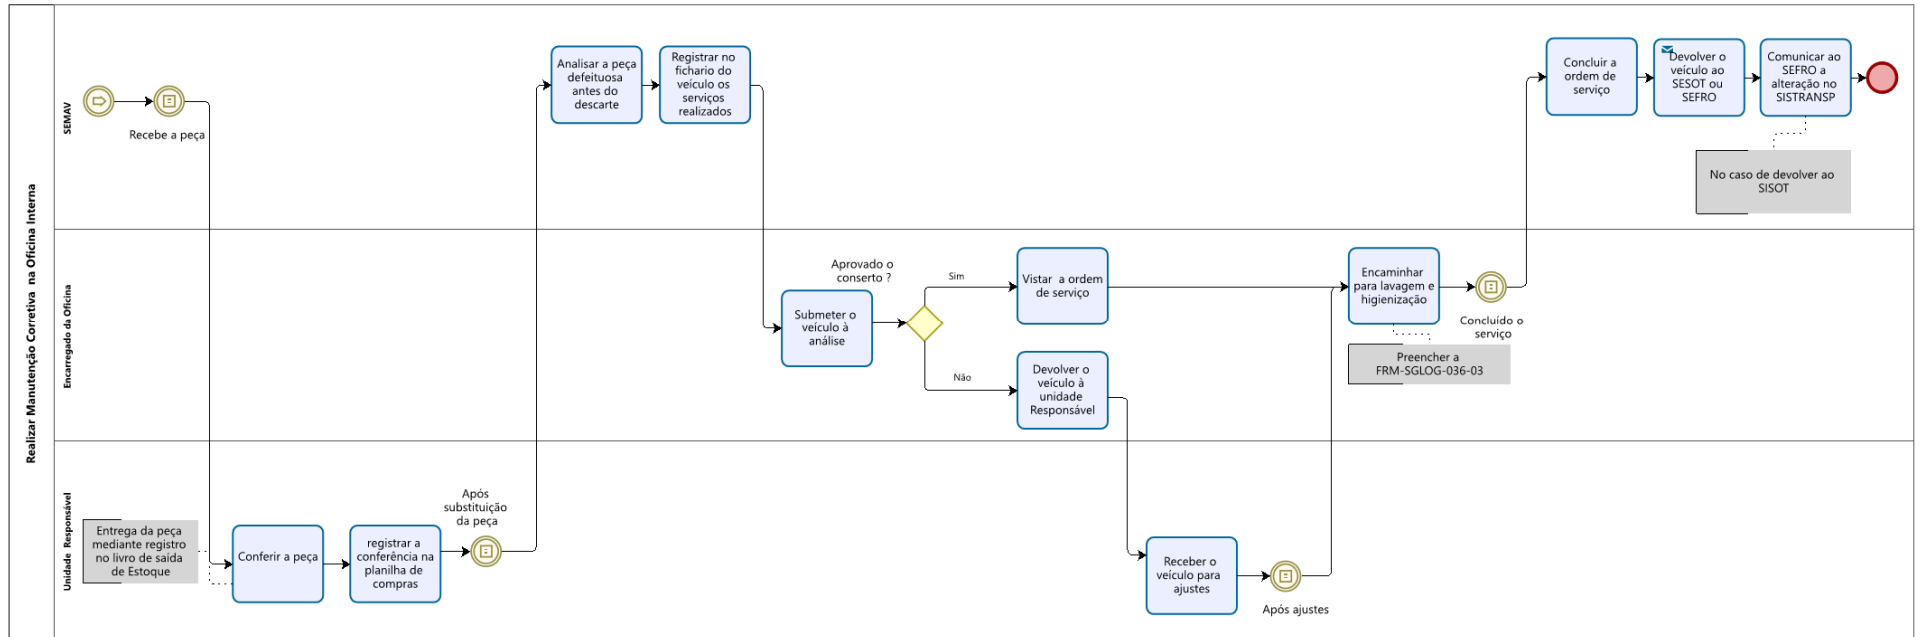 Realizar Manutenção Corretiva na Oficina Interna
SEMAV
Recebe a peça
Analisar a peça
defeituosa
antes do
descarte
Registrar no
fichario do
veículo os
serviços
realizados
Concluir a
ordem de
serviço
Devolver o
veículo ao
SESOT ou
SEFRO
Comunicar ao
SEFRO a
alteração no
SISTRANSP
No caso de devolver ao
SISOT
Encarregado da Oficina
Submeter o
veículo à
análise
Aprovado o
conserto ?
Sim
Não
Vistar a ordem
de serviço
Devolver o
veículo à
unidade
Responsável
Encaminhar
para lavagem e
higienização
Preencher a
FRM-SGLOG-036-03
Concluído o
serviço
Unidade Responsável
Entrega da peça
mediante registro
no livro de saída
de Estoque
Conferir a peça
registrar a
conferência na
planilha de
compras
Após
substituição
da peça
Receber o
veículo para
ajustes
Após ajustes